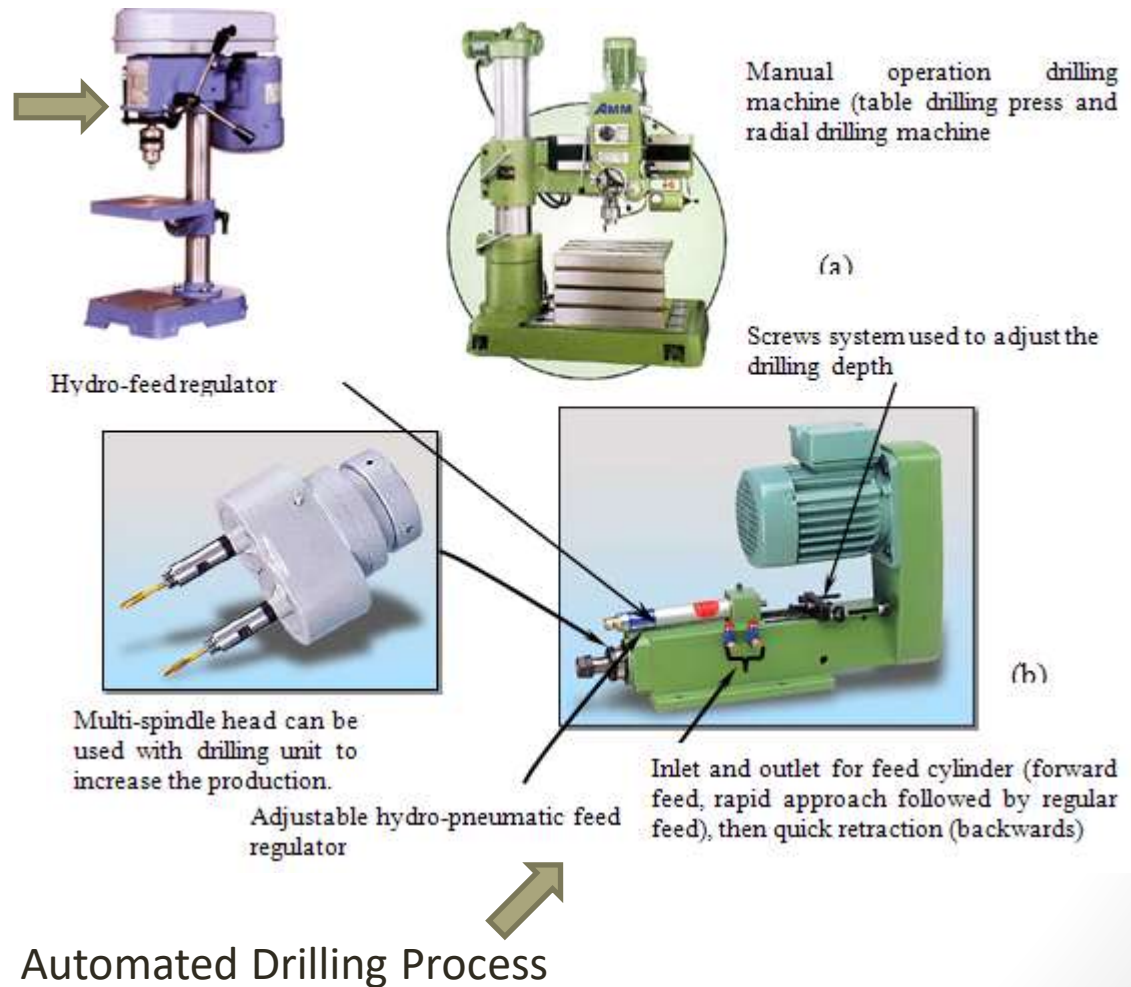 Manual operation drilling
machine (table drilling press and
radial drilling machine
AMM
(a)
Screws system used to adjust the
drilling depth
Hydro-feed regulator
(b)
Multi-spindle head can be
used with drilling unit to
increase the production.
Inlet and outlet for feed cylinder (forward
feed, rapid approach followed by regular
feed), then quick retraction (backwards)
Adjustable hydro-pneumatic feed
regulator
Automated Drilling Process